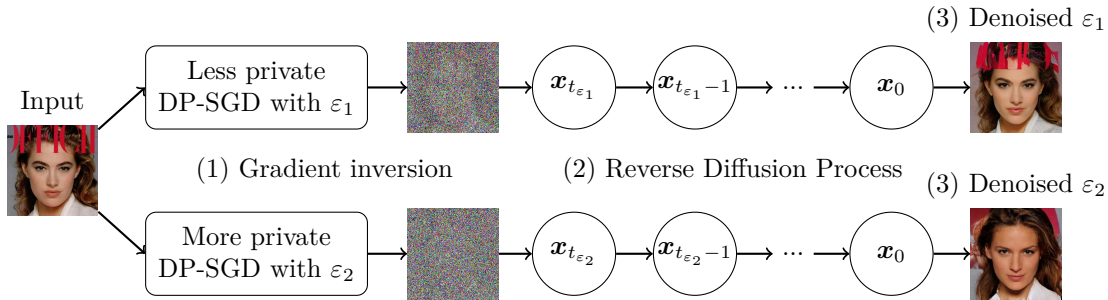 (3) Denoised ε₁
Less private
DP-SGD with ε₁
x_{t_{ε₁}}
x_{t_{ε₁}−1}
...
x₀
Input
(1) Gradient inversion
(2) Reverse Diffusion Process
(3) Denoised ε₂
More private
DP-SGD with ε₂
x_{t_{ε₂}}
x_{t_{ε₂}−1}
...
x₀